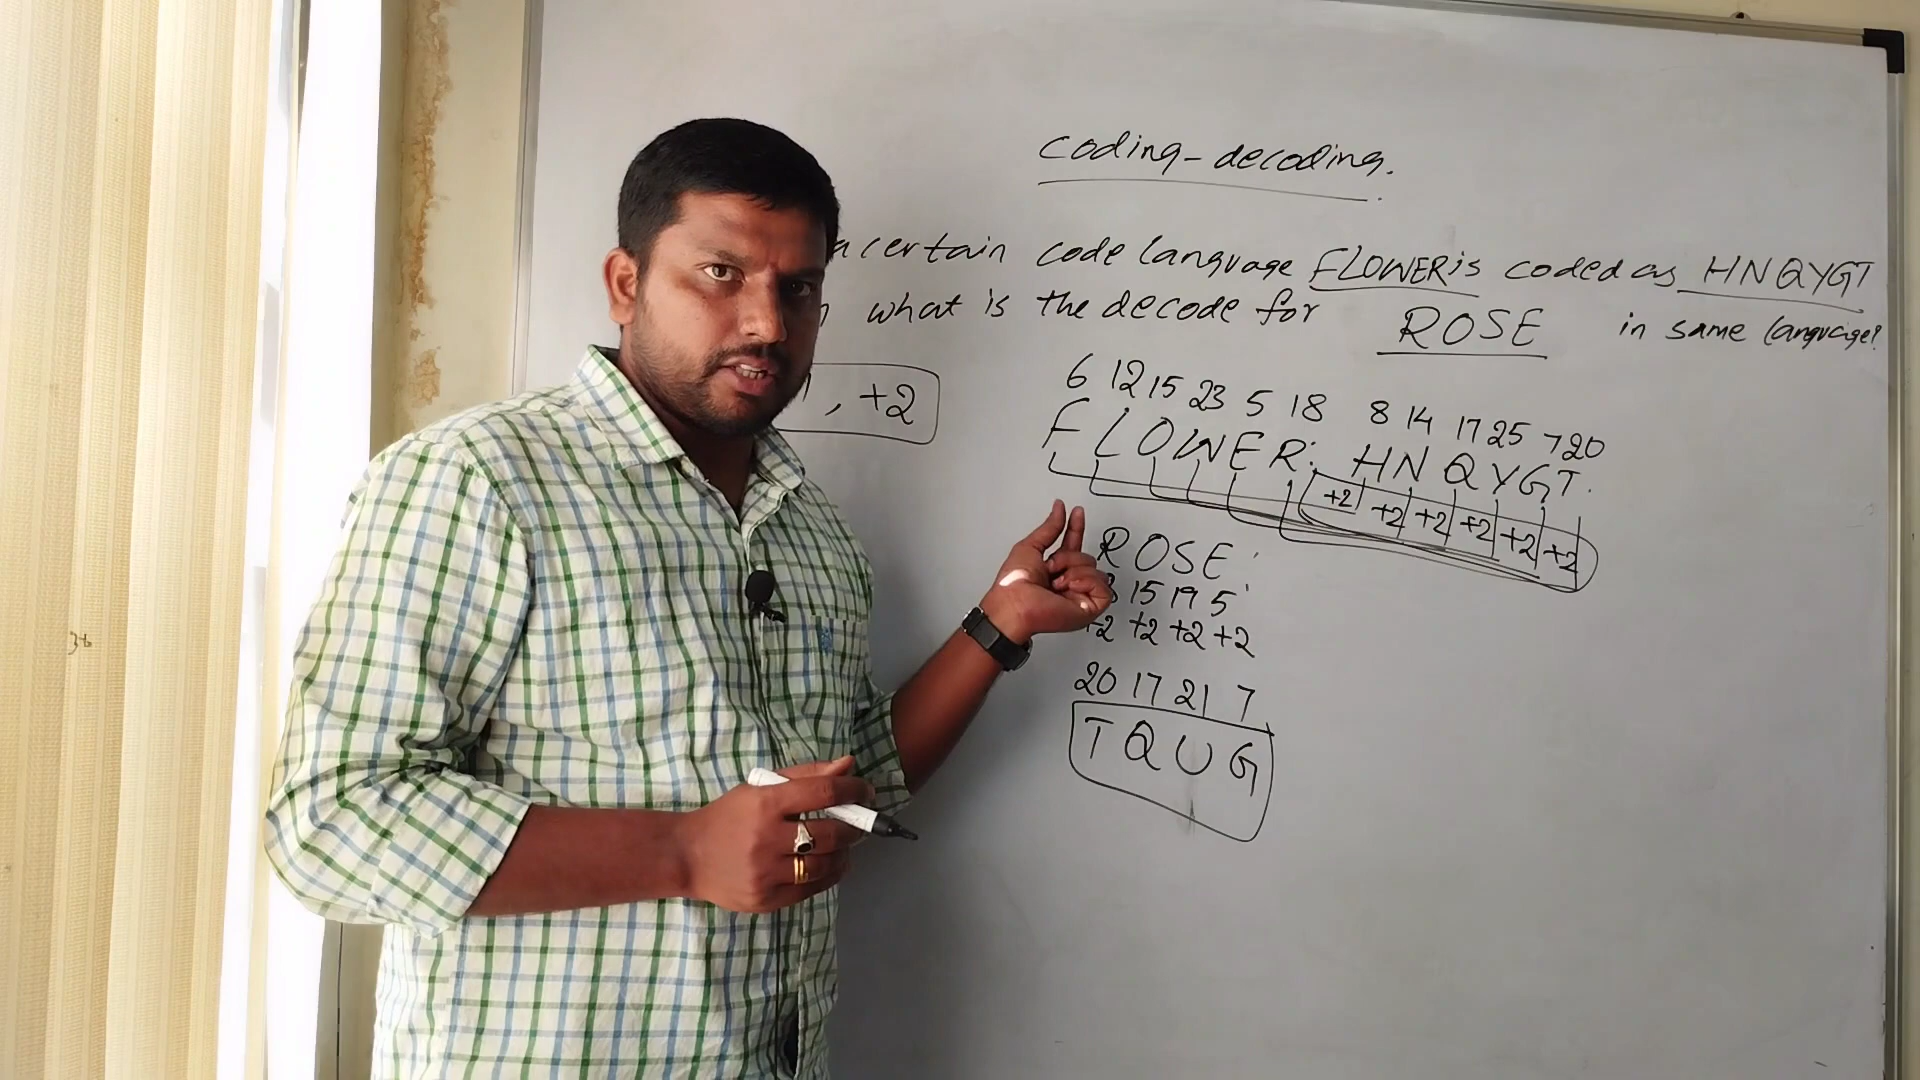 coding-decoding.
a certain code language FLOWER is coded as HNQYGT
what is the decode for ROSE in same language?
, +2
6 12 15 23 5 18 8 14 17 25 7 20
FLOWER: HNQYGT.
+2 +2 +2 +2 +2 +2
ROSE
15 19 5
+2 +2 +2 +2
20 17 21 7
TQUG